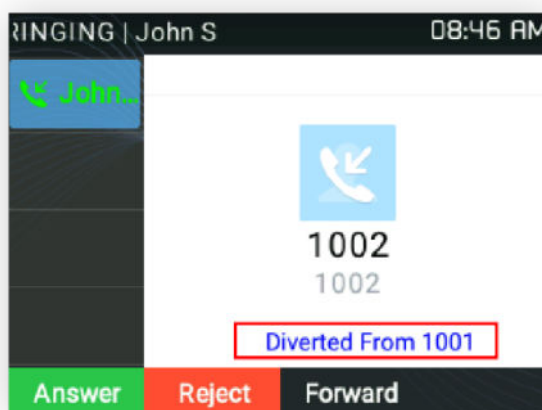 RINGING | John S 08:46 AM
John...
1002
1002
Diverted From 1001
Answer Reject Forward